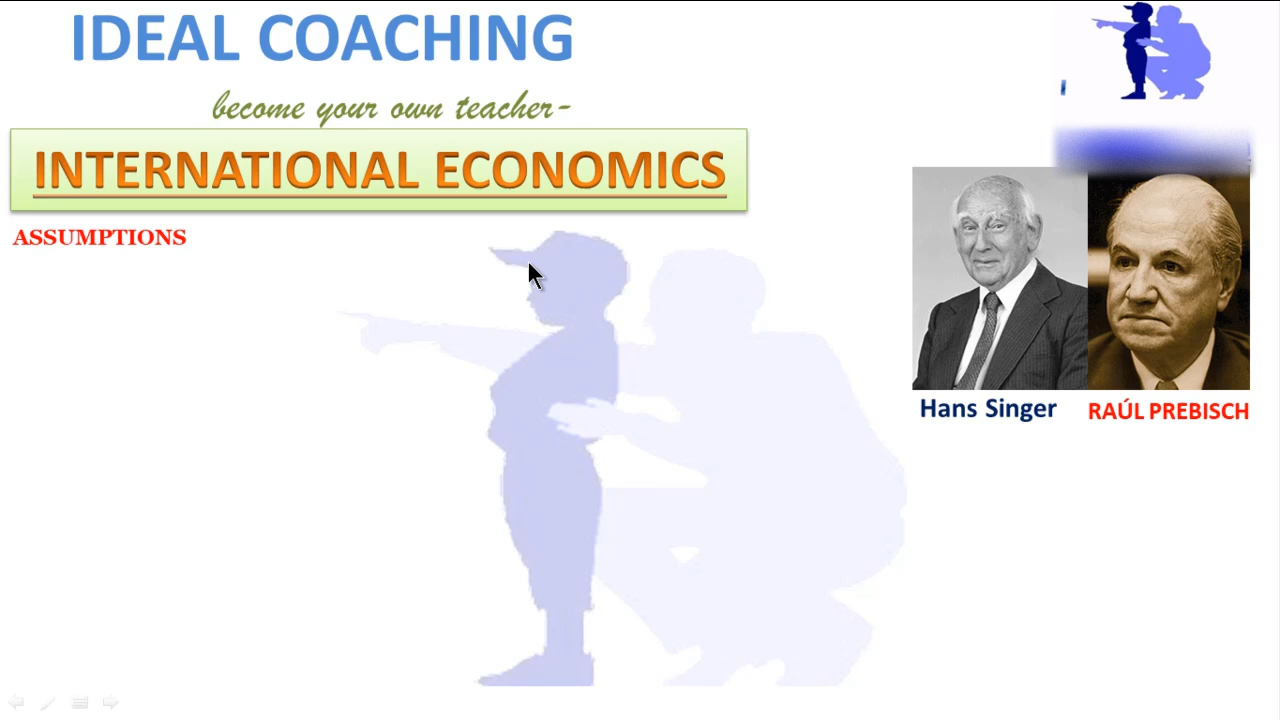 IDEAL COACHING
become your own teacher-
INTERNATIONAL ECONOMICS
ASSUMPTIONS
Hans Singer
RAÚL PREBISCH